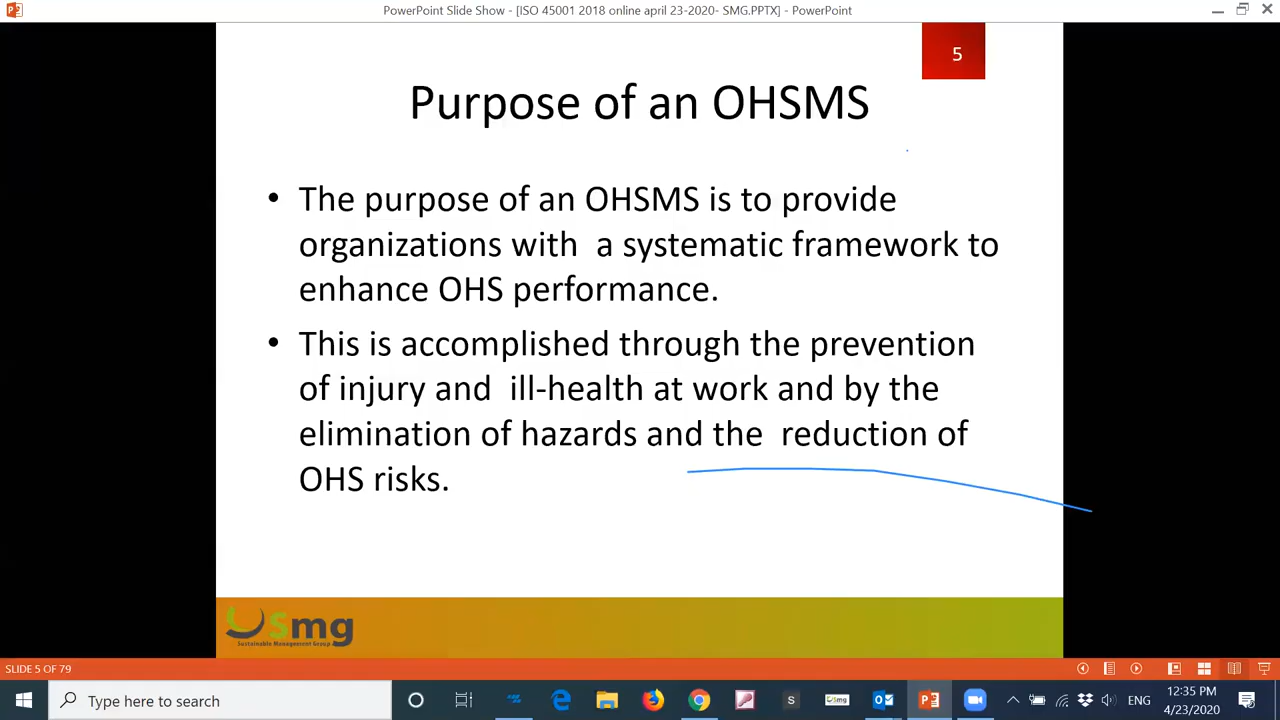 PowerPoint Slide Show - [ISO 45001 2018 online april 23-2020- SMG.PPTX] - PowerPoint
5
Purpose of an OHSMS
• The purpose of an OHSMS is to provide
organizations with a systematic framework to
enhance OHS performance.
• This is accomplished through the prevention
of injury and ill-health at work and by the
elimination of hazards and the reduction of
OHS risks.
Smg
Sustainable Management Group
SLIDE 5 OF 79
Type here to search
ENG
12:35 PM
4/23/2020